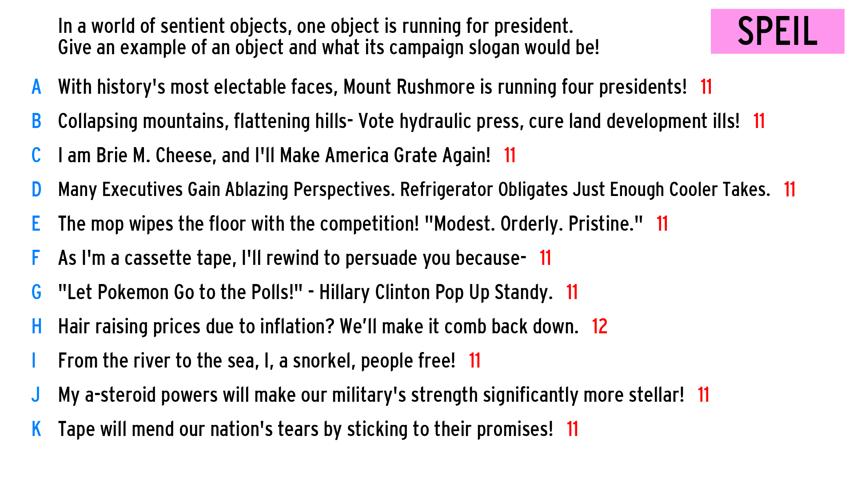 In a world of sentient objects, one object is running for president.
Give an example of an object and what its campaign slogan would be!
SPEIL
A With history's most electable faces, Mount Rushmore is running four presidents! 11
B Collapsing mountains, flattening hills- Vote hydraulic press, cure land development ills! 11
C I am Brie M. Cheese, and I'll Make America Grate Again! 11
D Many Executives Gain Ablazing Perspectives. Refrigerator Obligates Just Enough Cooler Takes. 11
E The mop wipes the floor with the competition! "Modest. Orderly. Pristine." 11
F As I'm a cassette tape, I'll rewind to persuade you because- 11
G "Let Pokemon Go to the Polls!" - Hillary Clinton Pop Up Standy. 11
H Hair raising prices due to inflation? We’ll make it comb back down. 12
I From the river to the sea, I, a snorkel, people free! 11
J My a-steroid powers will make our military's strength significantly more stellar! 11
K Tape will mend our nation's tears by sticking to their promises! 11